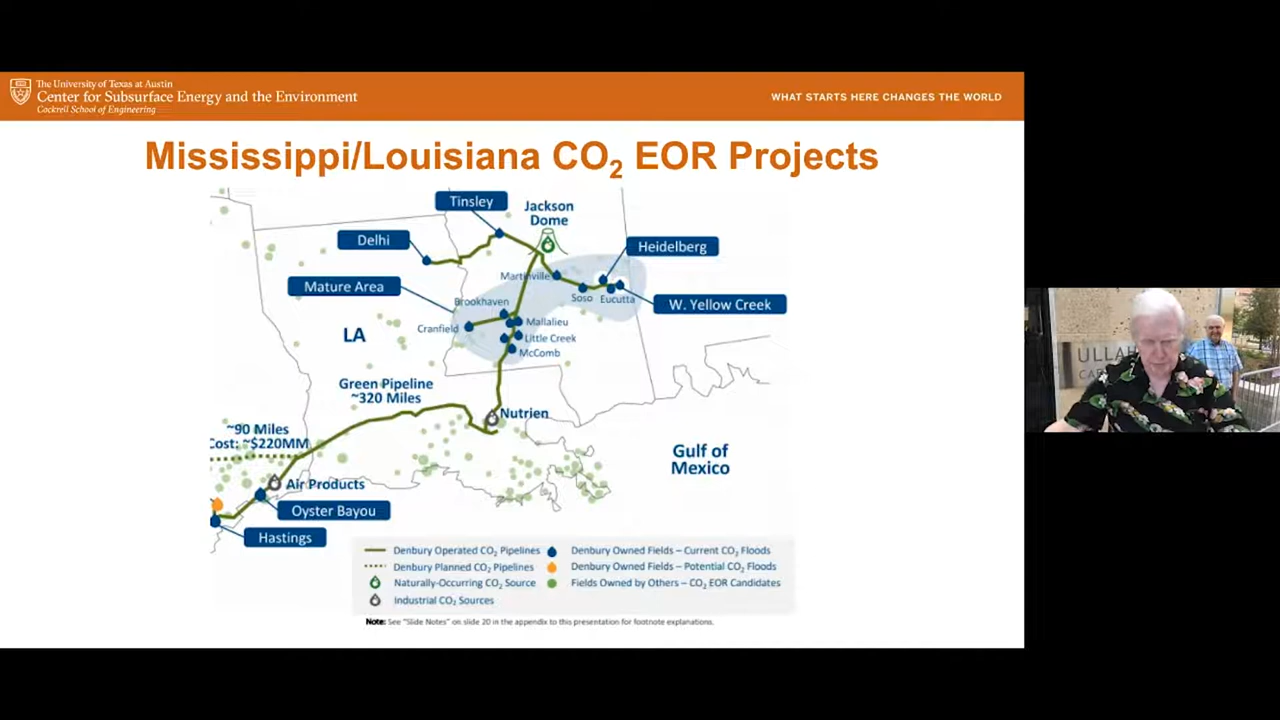 The University of Texas at Austin
Center for Subsurface Energy and the Environment
Cockrell School of Engineering
WHAT STARTS HERE CHANGES THE WORLD
Mississippi/Louisiana CO₂ EOR Projects
Tinsley
Jackson
Dome
Delhi
Heidelberg
Martinville
Mature Area
Soso
Eucutta
W. Yellow Creek
Brookhaven
Cranfield
Mallalieu
LA
Little Creek
McComb
Green Pipeline
~320 Miles
Nutrien
~90 Miles
Cost: ~$220MM
Gulf of
Mexico
Air Products
Oyster Bayou
Hastings
Denbury Operated CO₂ Pipelines
Denbury Owned Fields – Current CO₂ Floods
Denbury Planned CO₂ Pipelines
Denbury Owned Fields – Potential CO₂ Floods
Naturally-Occurring CO₂ Source
Fields Owned by Others – CO₂ EOR Candidates
Industrial CO₂ Sources
Note: See "Slide Notes" on slide 20 in the appendix to this presentation for footnote explanations.
ULLAH